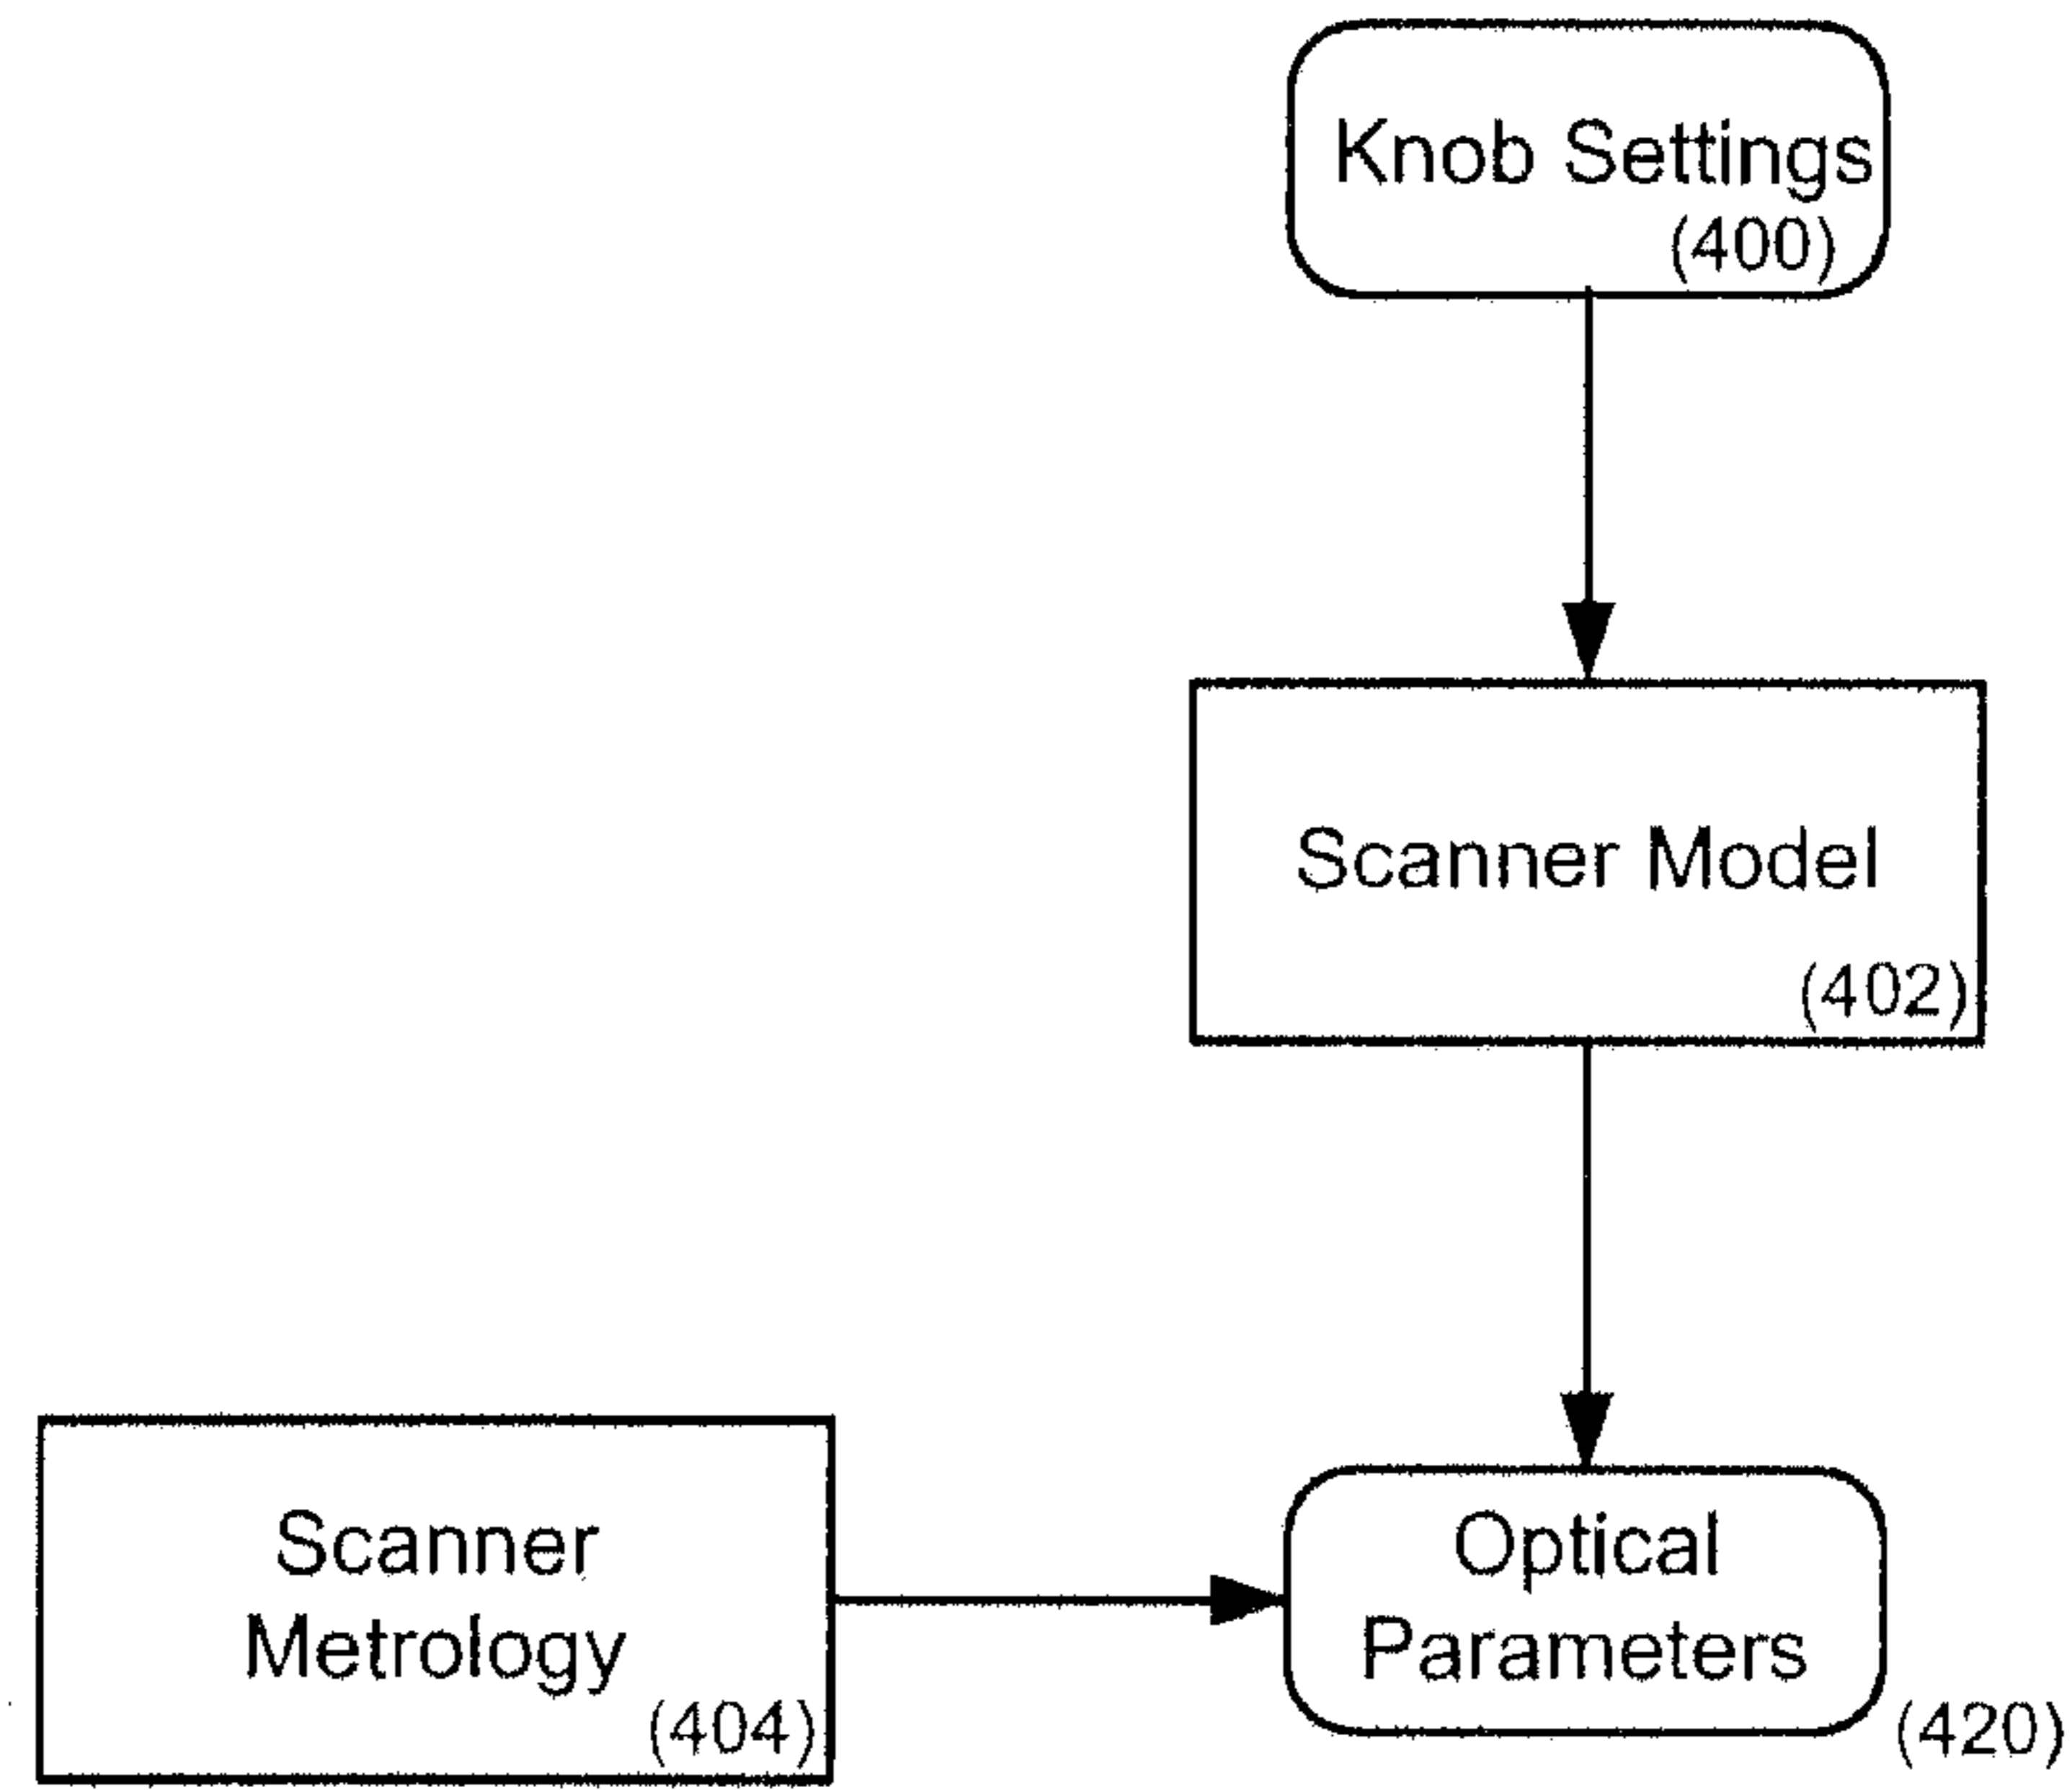 Knob Settings
(400)
Scanner Model
(402)
Scanner
Metrology
(404)
Optical
Parameters
(420)